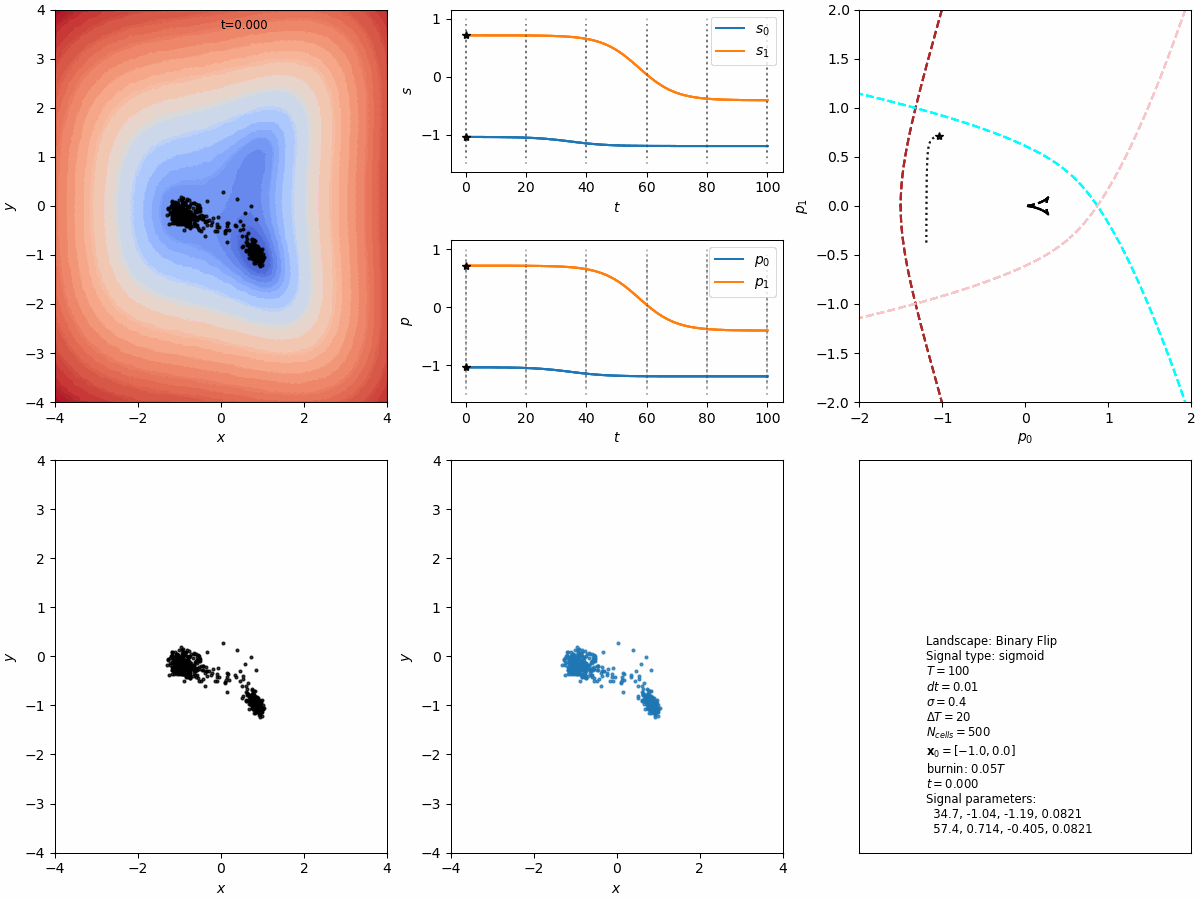 t=0.000
4
3
2
1
0
−1
−2
−3
−4
y
−4
−2
0
2
4
x
1
0
−1
s
s₀
s₁
0
20
40
60
80
100
t
1
0
−1
p
p₀
p₁
0
20
40
60
80
100
t
2.0
1.5
1.0
0.5
0.0
−0.5
−1.0
−1.5
−2.0
p₁
−2
−1
0
1
2
p₀
4
3
2
1
0
−1
−2
−3
−4
y
−4
−2
0
2
4
x
4
3
2
1
0
−1
−2
−3
−4
y
−4
−2
0
2
4
x
Landscape: Binary Flip
Signal type: sigmoid
T = 100
dt = 0.01
σ = 0.4
ΔT = 20
N_cells = 500
x₀ = [−1.0, 0.0]
burnin: 0.05T
t = 0.000
Signal parameters:
34.7, -1.04, -1.19, 0.0821
57.4, 0.714, -0.405, 0.0821